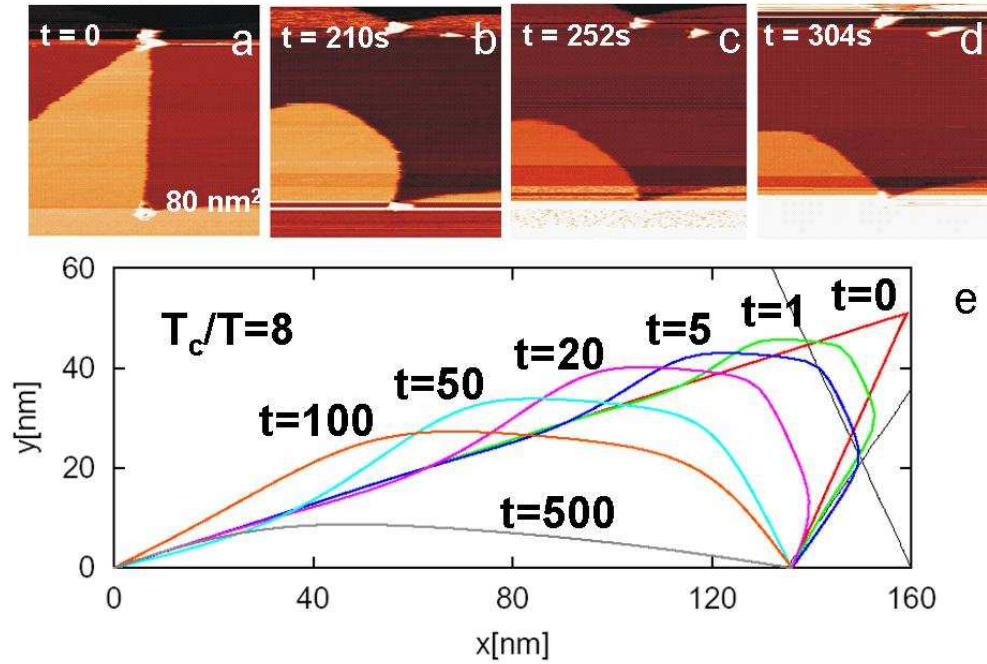 t = 0
a
t = 210s
b
t = 252s
c
t = 304s
d
80 nm²
e
T_c/T=8
t=0
t=1
t=5
t=20
t=50
t=100
t=500
y[nm]
60
40
20
0
0
40
80
120
160
x[nm]